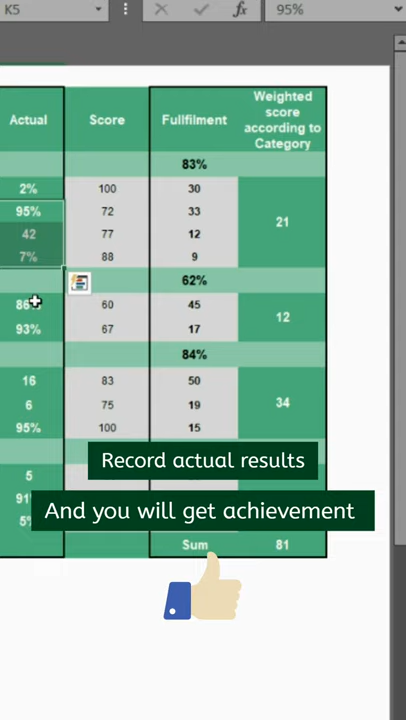 K5 fx 95%
Actual Score Fullfilment Weighted score according to Category
83%
2% 100 30
95% 72 33
21
42 77 12
7% 88 9
62%
60 45
12
93% 67 17
84%
16 83 50
6 75 19
34
95% 100 15
Record actual results
5
And you will get achievement
Sum 81